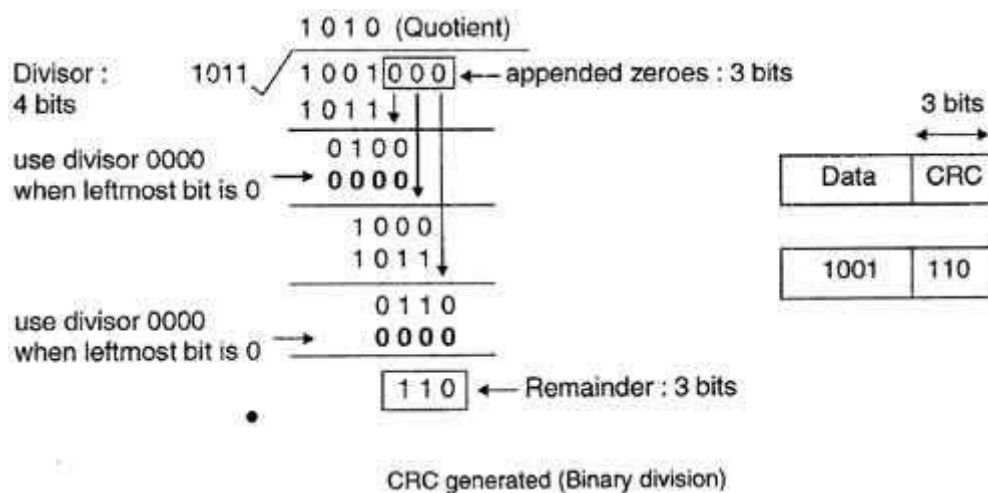 1 0 1 0 (Quotient)
Divisor : 1011 1 0 0 1 0 0 0 appended zeroes : 3 bits
4 bits
1 0 1 1
3 bits
use divisor 0000
when leftmost bit is 0
0 1 0 0
0 0 0 0
Data CRC
1 0 0 0
1 0 1 1
1001 110
use divisor 0000
when leftmost bit is 0
0 1 1 0
0 0 0 0
1 1 0 Remainder : 3 bits
CRC generated (Binary division)